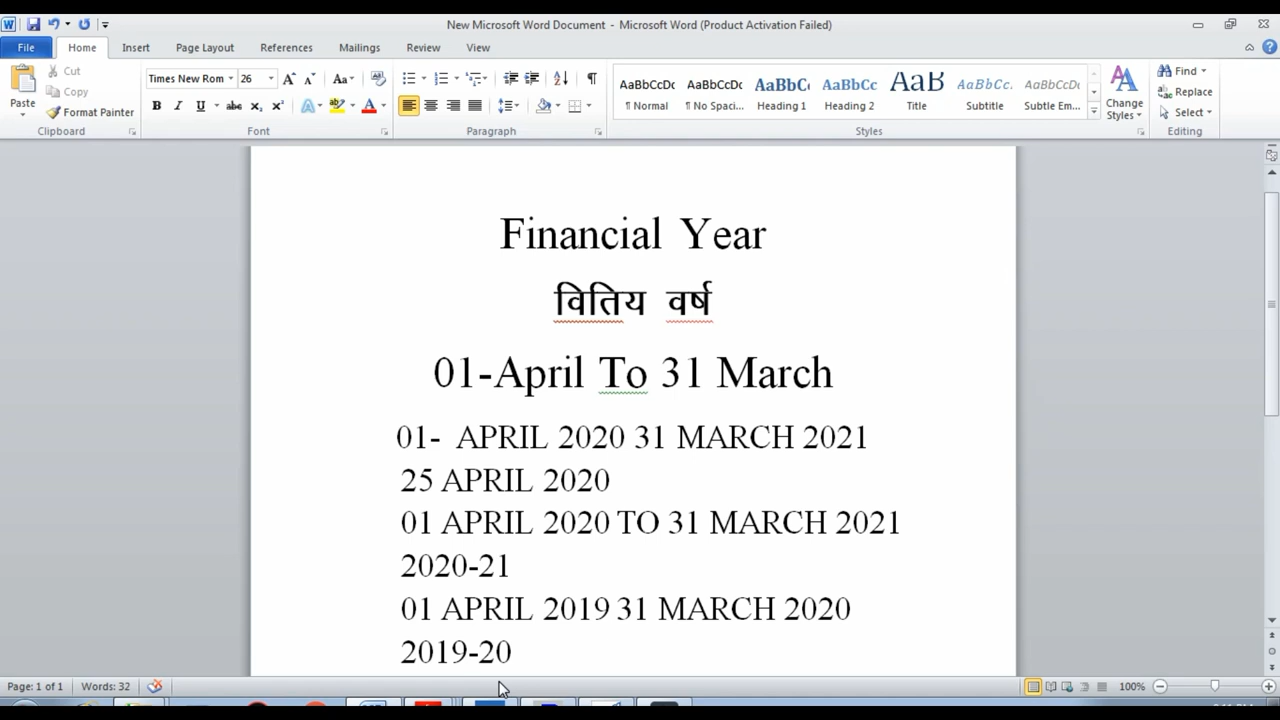 New Microsoft Word Document - Microsoft Word (Product Activation Failed)
File Home Insert Page Layout References Mailings Review View
Paste Cut Copy Format Painter
Times New Rom 26
AaBbCcDc AaBbCcDc AaBbC AaBbCc AaB AaBbCc. AaBbCcDc
¶ Normal ¶ No Spaci... Heading 1 Heading 2 Title Subtitle Subtle Em...
Change Styles
Find Replace Select
Clipboard Font Paragraph Styles Editing
Financial Year
वितिय वर्ष
01-April To 31 March
01- APRIL 2020 31 MARCH 2021
25 APRIL 2020
01 APRIL 2020 TO 31 MARCH 2021
2020-21
01 APRIL 2019 31 MARCH 2020
2019-20
Page: 1 of 1 Words: 32 100%